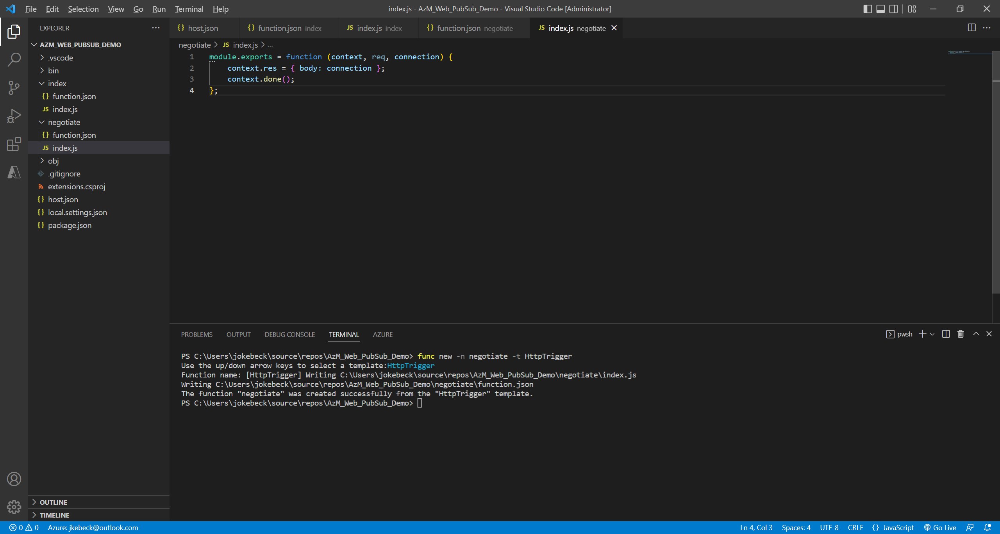 File Edit Selection View Go Run Terminal Help
index.js - AzM_Web_PubSub_Demo - Visual Studio Code [Administrator]
EXPLORER
AZM_WEB_PUBSUB_DEMO
.vscode
bin
index
{} function.json
JS index.js
negotiate
{} function.json
JS index.js
obj
.gitignore
extensions.csproj
{} host.json
{} local.settings.json
{} package.json
OUTLINE
TIMELINE
{} host.json
{} function.json index
JS index.js index
{} function.json negotiate
JS index.js negotiate
negotiate > JS index.js > ...
1 module.exports = function (context, req, connection) {
2 context.res = { body: connection };
3 context.done();
4 };
PROBLEMS OUTPUT DEBUG CONSOLE TERMINAL AZURE
pwsh
PS C:\Users\jokebeck\source\repos\AzM_Web_PubSub_Demo> func new -n negotiate -t HttpTrigger
Use the up/down arrow keys to select a template:HttpTrigger
Function name: [HttpTrigger] Writing C:\Users\jokebeck\source\repos\AzM_Web_PubSub_Demo\negotiate\index.js
Writing C:\Users\jokebeck\source\repos\AzM_Web_PubSub_Demo\negotiate\function.json
The function "negotiate" was created successfully from the "HttpTrigger" template.
PS C:\Users\jokebeck\source\repos\AzM_Web_PubSub_Demo>
0 0 Azure: jkebeck@outlook.com
Ln 4, Col 3 Spaces: 4 UTF-8 CRLF {} JavaScript Go Live